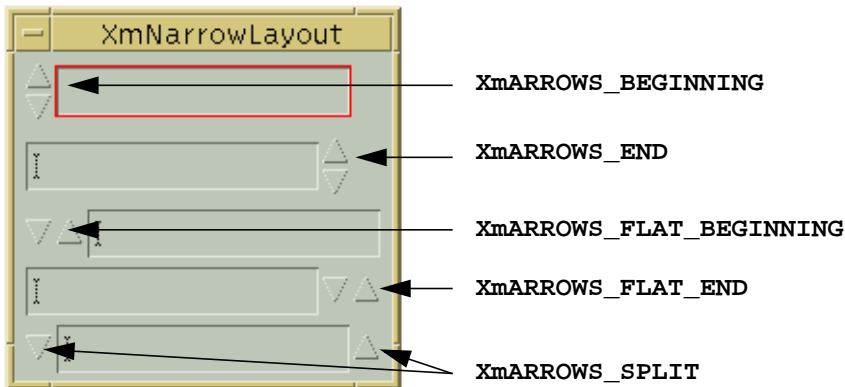 XmNarrowLayout
XmARROWS_BEGINNING
XmARROWS_END
XmARROWS_FLAT_BEGINNING
XmARROWS_FLAT_END
XmARROWS_SPLIT